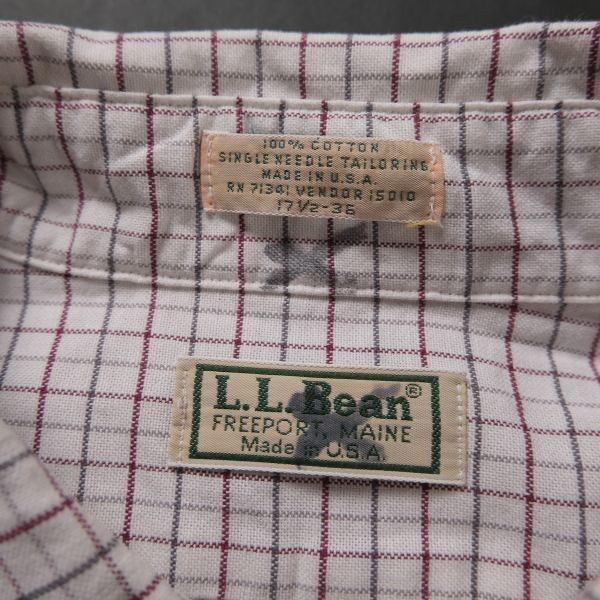 100% COTTON
SINGLE NEEDLE TAILORING
MADE IN U.S.A.
RN 71341 VENDOR 15010
17 1/2-36
L.L.Bean®
FREEPORT, MAINE
Made in U.S.A.